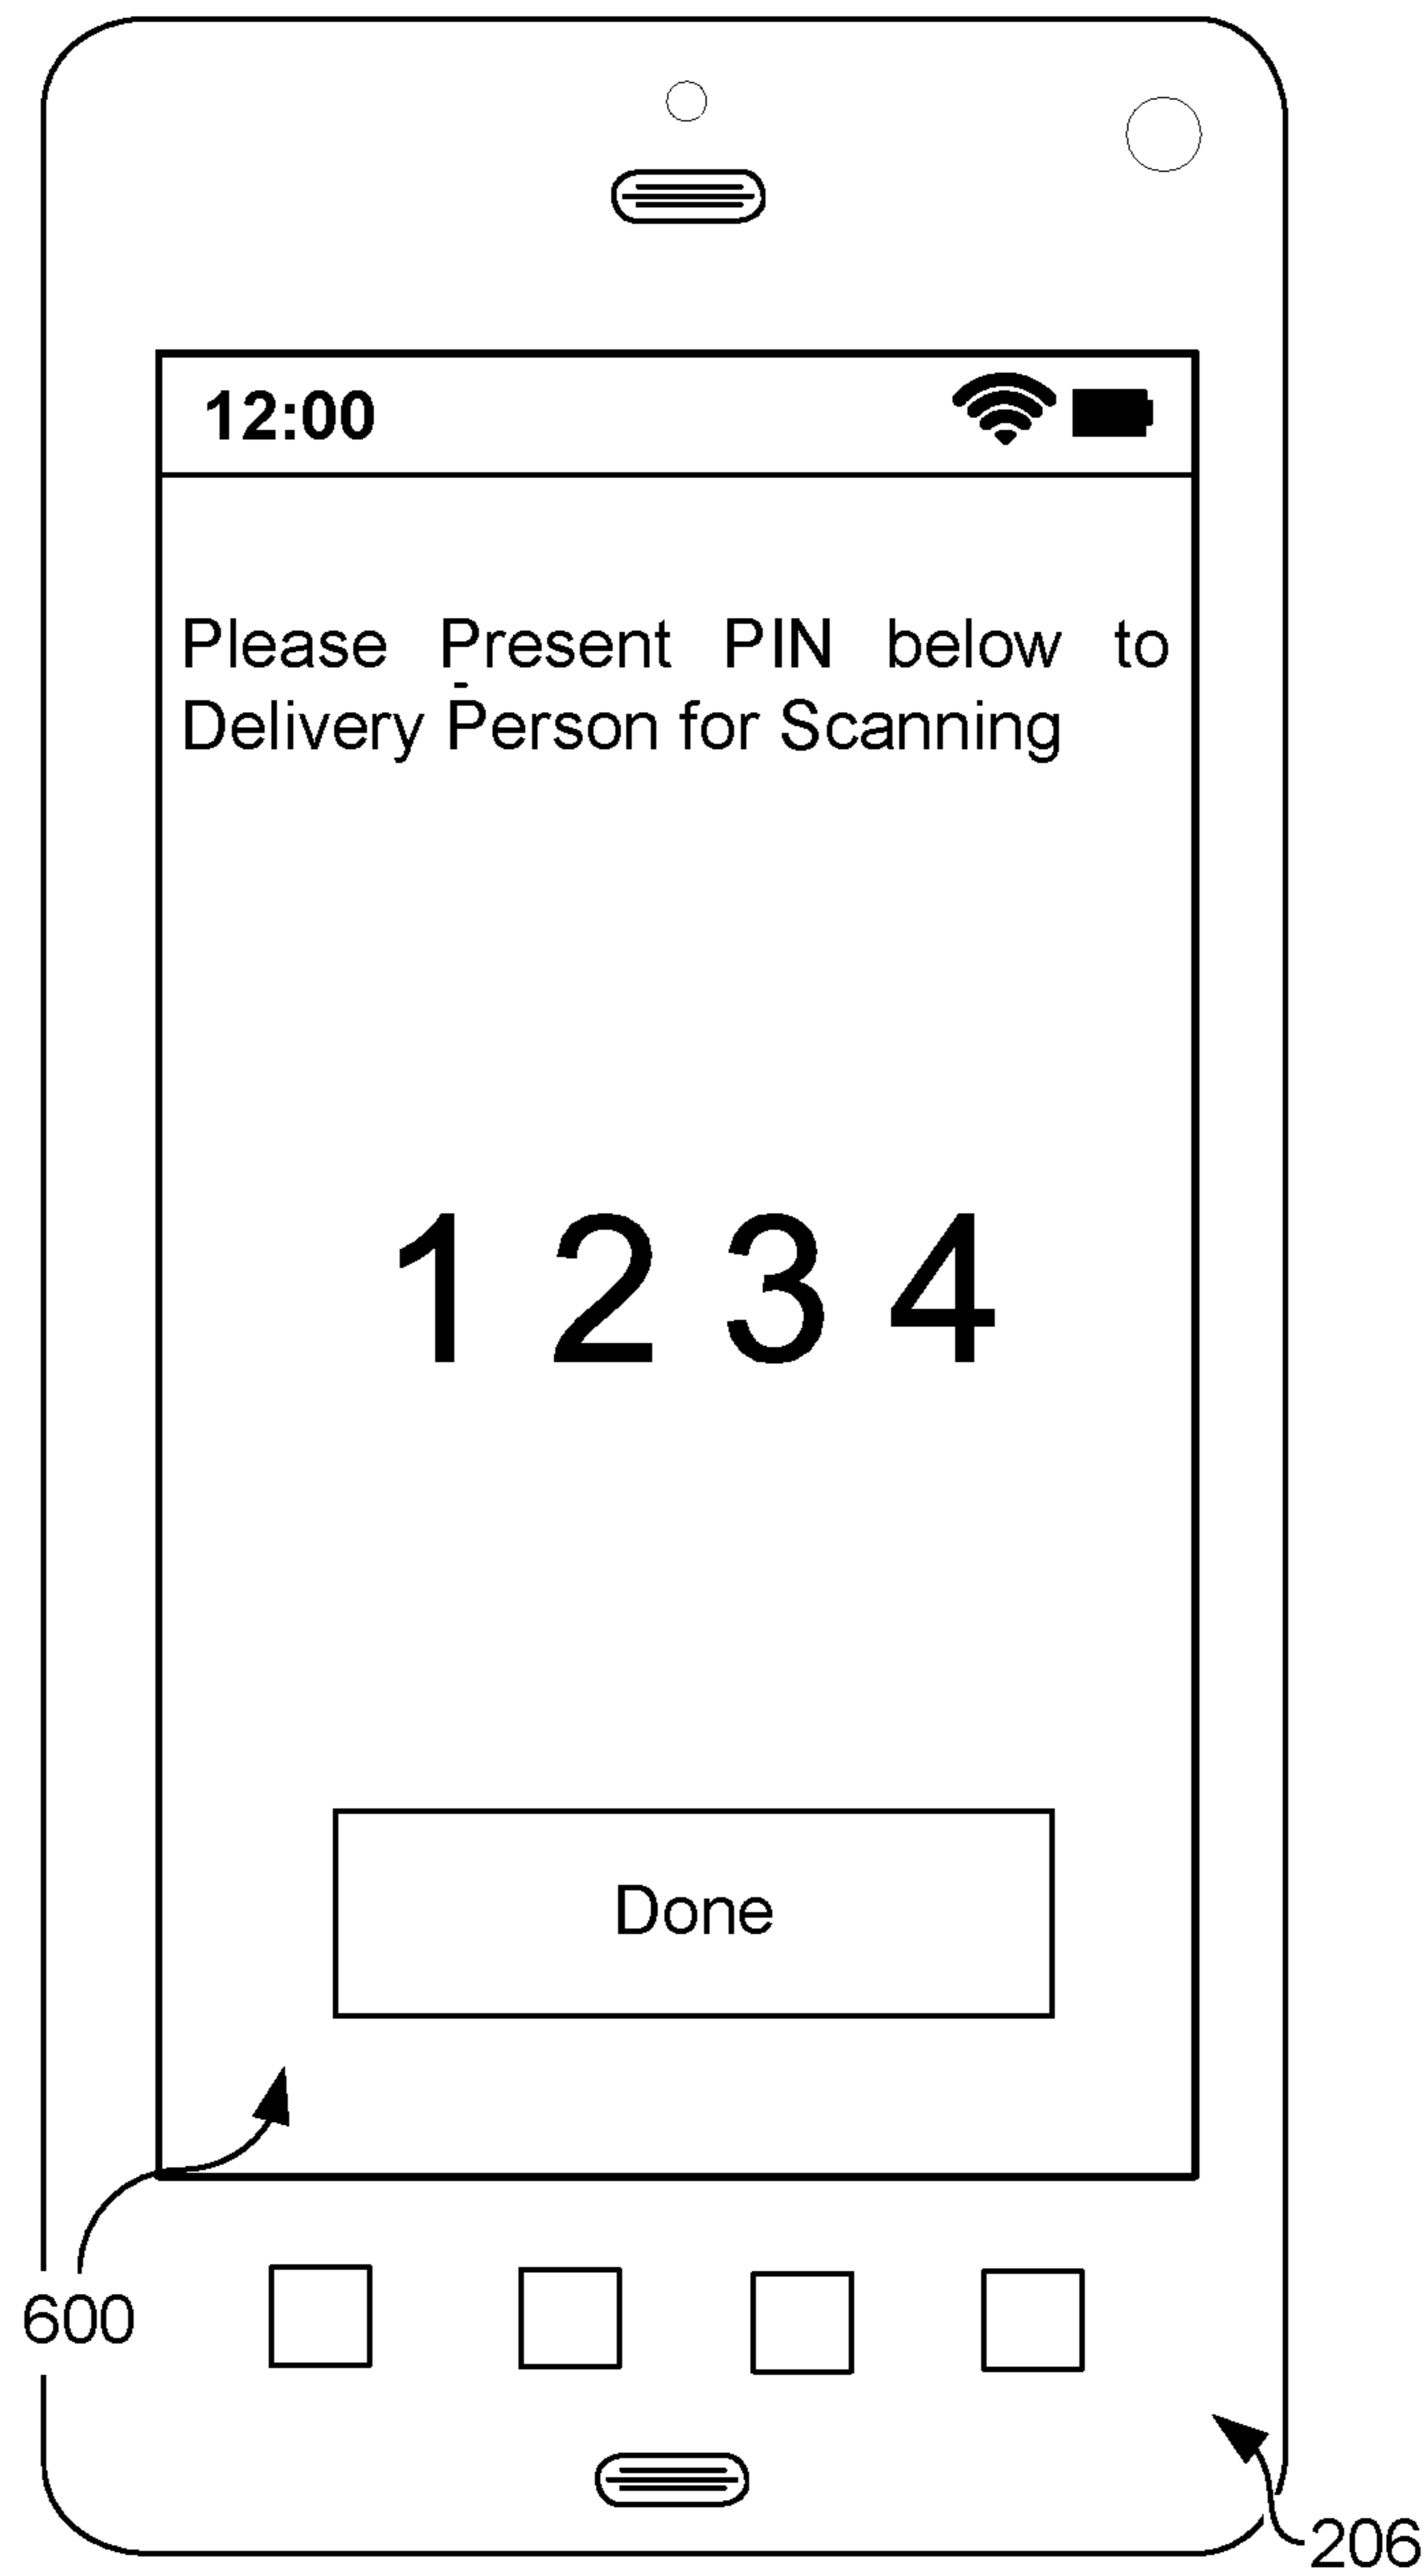 12:00
Please Present PIN below to
Delivery Person for Scanning
1 2 3 4
Done
600
206